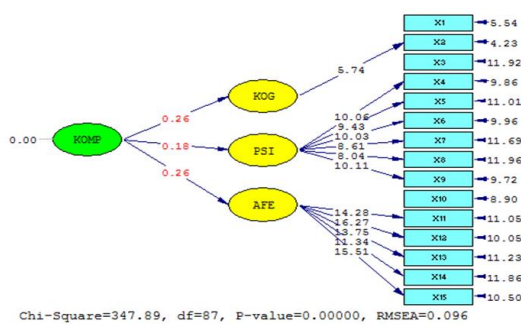 X1 5.54
X2 4.23
X3 11.92
X4 9.86
X5 11.01
X6 9.96
X7 11.69
X8 11.96
X9 9.72
X10 8.90
X11 11.05
X12 10.05
X13 11.23
X14 11.86
X15 10.50
5.74
KOG
0.26
0.00 KOMP
0.18
PSI
0.26
AFE
10.06
9.43
10.03
8.61
8.04
10.11
14.28
16.27
13.75
11.34
15.51
Chi-Square=347.89, df=87, P-value=0.00000, RMSEA=0.096